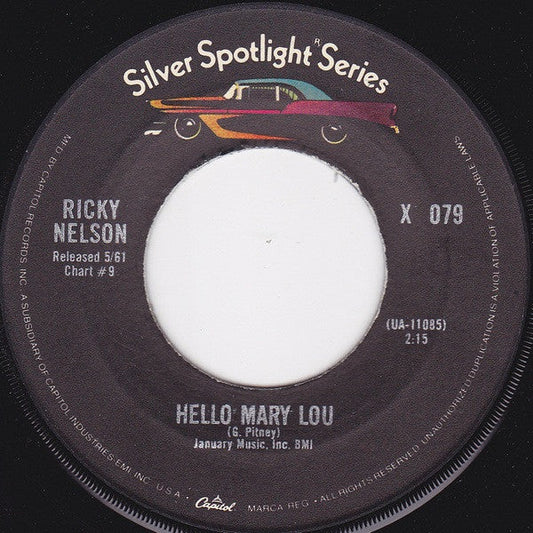 Silver Spotlight® Series
RICKY
NELSON
Released 5/61
Chart #9
X 079
(UA-11085)
2:15
HELLO MARY LOU
(G. Pitney)
January Music, Inc. BMI
MFD. BY CAPITOL RECORDS, INC. A SUBSIDIARY OF CAPITOL INDUSTRIES-EMI, INC. U.S.A. • Capitol MARCA REG. • ALL RIGHTS RESERVED. UNAUTHORIZED DUPLICATION IS A VIOLATION OF APPLICABLE LAWS